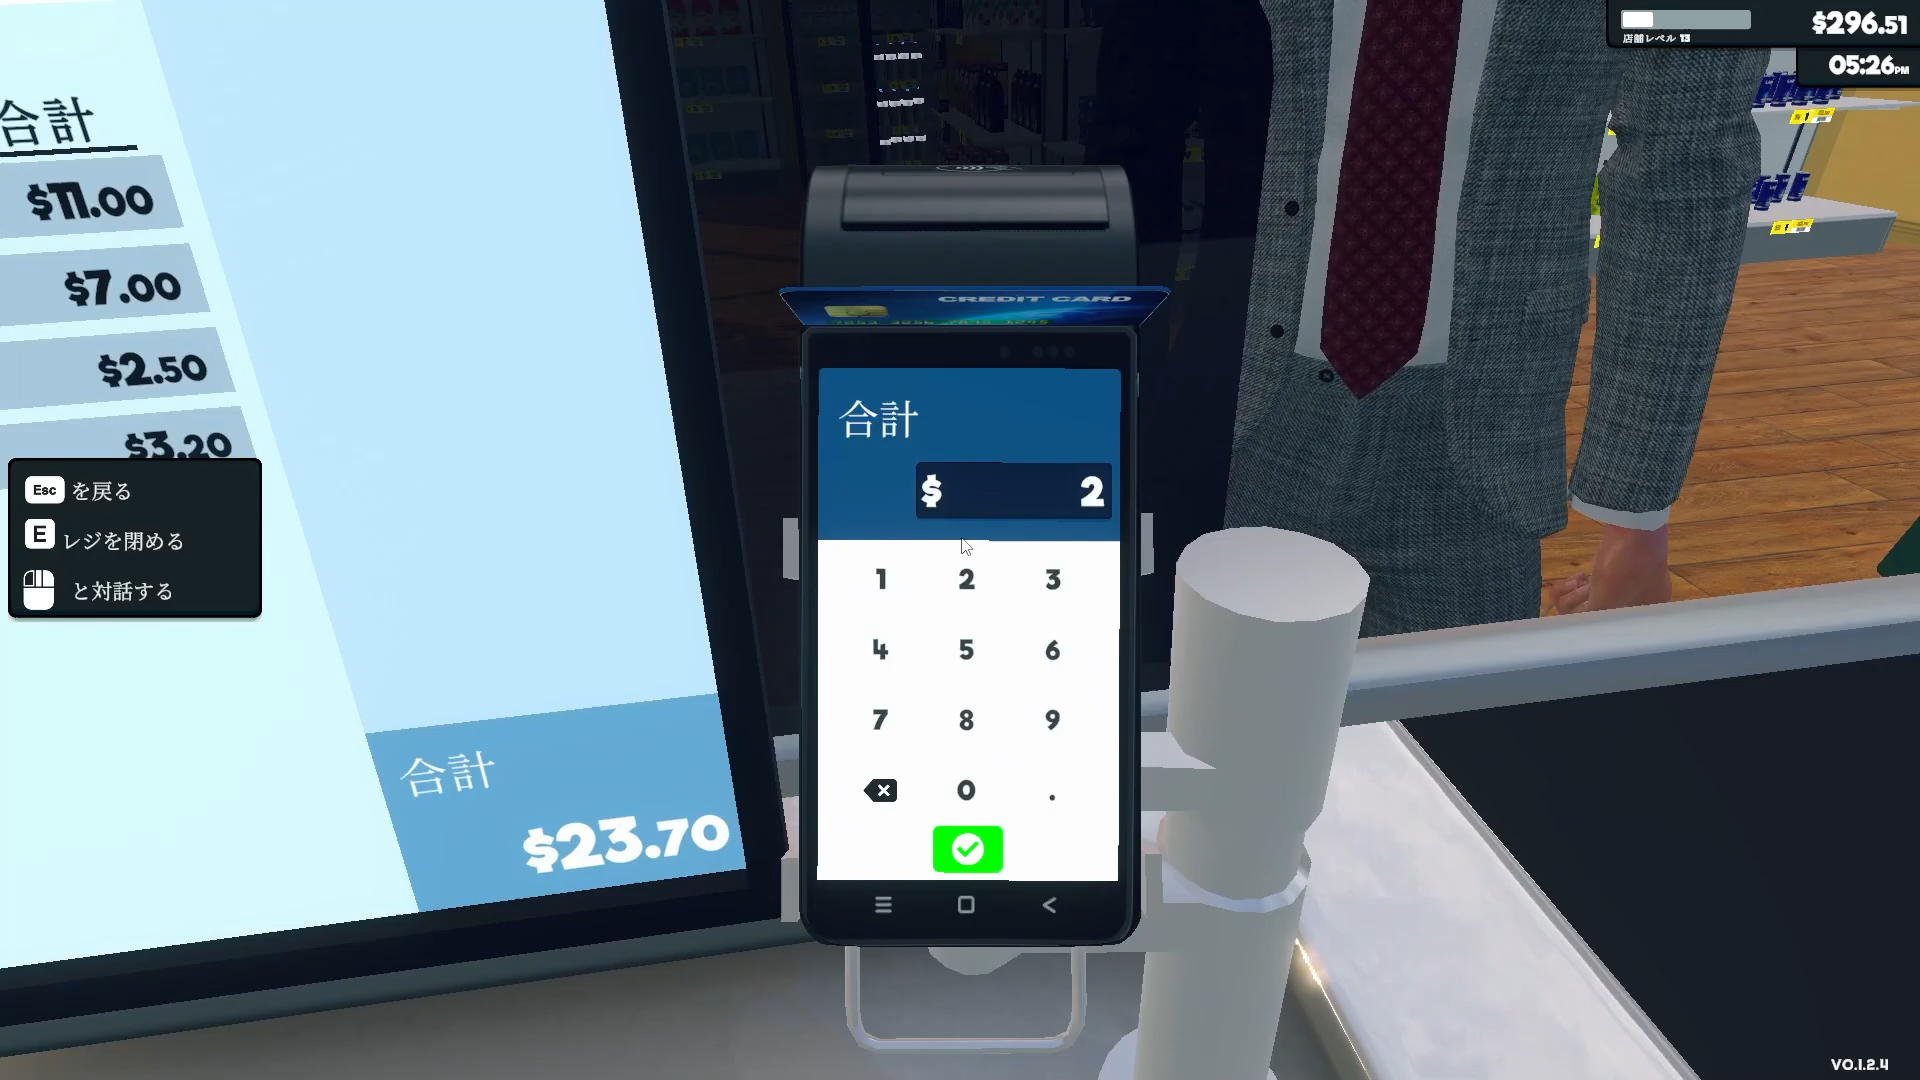 合計
$11.00
$7.00
$2.50
$3.20
Esc を戻る
E レジを閉める
と対話する
合計
$23.70
CREDIT CARD
合計
$ 2
1 2 3
4 5 6
7 8 9
0 .
$296.51
店舗レベル 13
05:26PM
V0.1.2.4